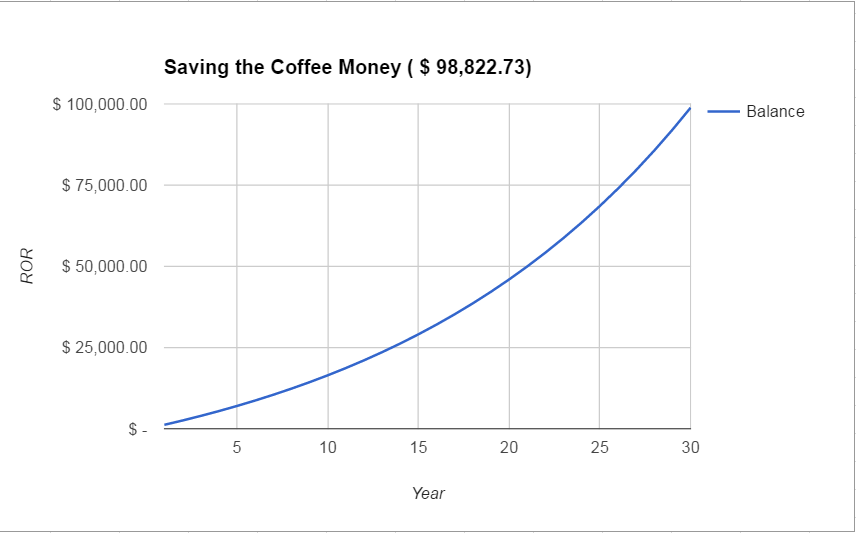 Saving the Coffee Money ( $ 98,822.73)
$ 100,000.00
Balance
$ 75,000.00
ROR
$ 50,000.00
$ 25,000.00
$ -
5 10 15 20 25 30
Year